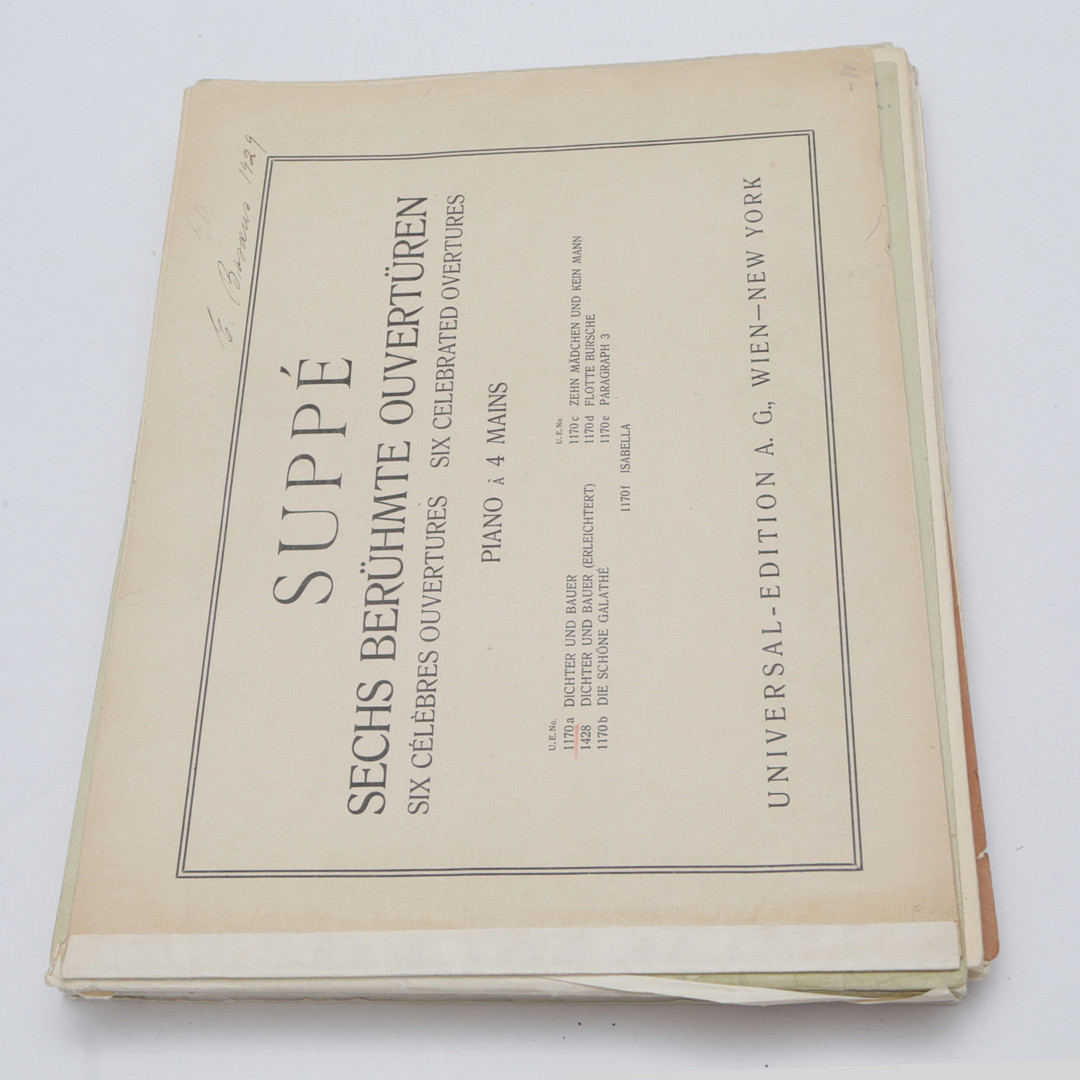 1929
SUPPÉ
SECHS BERÜHMTE OUVERTÜREN
SIX CÉLÈBRES OUVERTURES SIX CELEBRATED OVERTURES
PIANO À 4 MAINS
U.E.No.
1170a DICHTER UND BAUER
1428 DICHTER UND BAUER (ERLEICHTERT)
1170b DIE SCHÖNE GALATHÉ
U.E.No.
1170c ZEHN MÄDCHEN UND KEIN MANN
1170d FLOTTE BURSCHE
1170e PARAGRAPH 3
1170f ISABELLA
UNIVERSAL-EDITION A. G., WIEN—NEW YORK